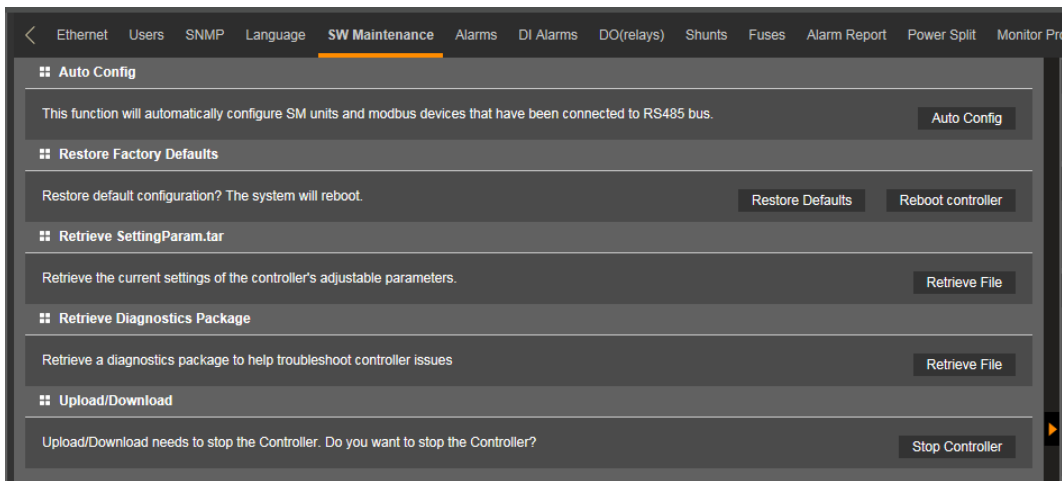 Ethernet Users SNMP Language SW Maintenance Alarms DI Alarms DO(relays) Shunts Fuses Alarm Report Power Split Monitor
Auto Config
This function will automatically configure SM units and modbus devices that have been connected to RS485 bus. Auto Config
Restore Factory Defaults
Restore default configuration? The system will reboot. Restore Defaults Reboot controller
Retrieve SettingParam.tar
Retrieve the current settings of the controller's adjustable parameters. Retrieve File
Retrieve Diagnostics Package
Retrieve a diagnostics package to help troubleshoot controller issues Retrieve File
Upload/Download
Upload/Download needs to stop the Controller. Do you want to stop the Controller? Stop Controller